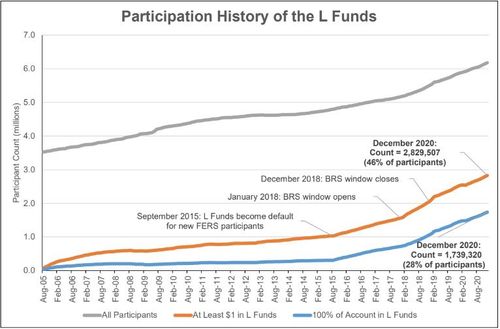 Participation History of the L Funds
Participant Count (millions)
7.0
6.0
5.0
4.0
3.0
2.0
1.0
0.0
December 2020:
Count = 2,829,507
(46% of participants)
December 2018: BRS window closes
January 2018: BRS window opens
September 2015: L Funds become default
for new FERS participants
December 2020:
Count = 1,739,320
(28% of participants)
Aug-05
Feb-06
Aug-06
Feb-07
Aug-07
Feb-08
Aug-08
Feb-09
Aug-09
Feb-10
Aug-10
Feb-11
Aug-11
Feb-12
Aug-12
Feb-13
Aug-13
Feb-14
Aug-14
Feb-15
Aug-15
Feb-16
Aug-16
Feb-17
Aug-17
Feb-18
Aug-18
Feb-19
Aug-19
Feb-20
Aug-20
All Participants
At Least $1 in L Funds
100% of Account in L Funds